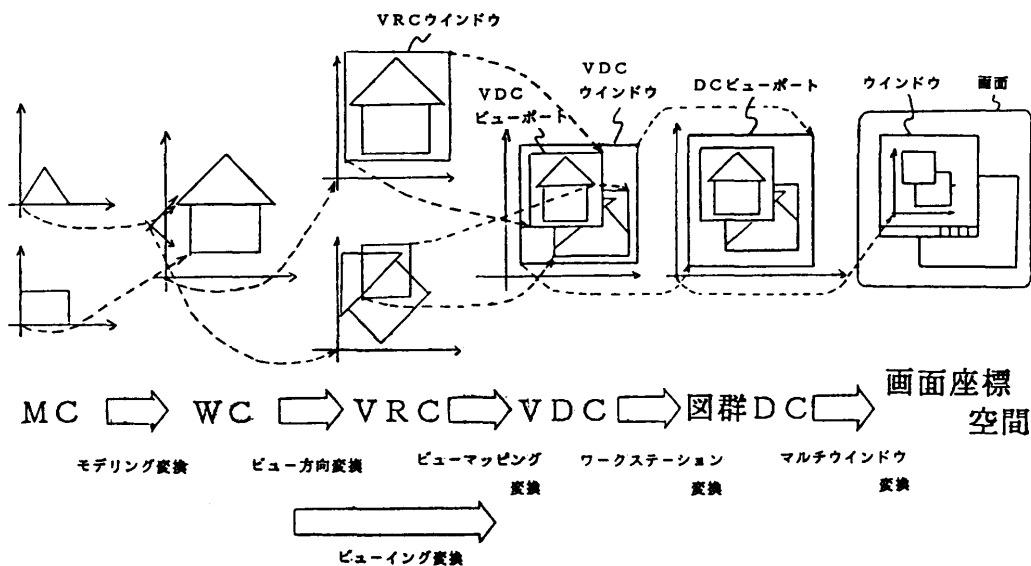 VRCウインドウ
VDC
ビューポート
VDC
ウインドウ
DCビューポート
ウインドウ
画面
MC
WC
VRC
VDC
図群DC
画面座標
空間
モデリング変換
ビュー方向変換
ビューマッピング
変換
ワークステーション
変換
マルチウインドウ
変換
ビューイング変換